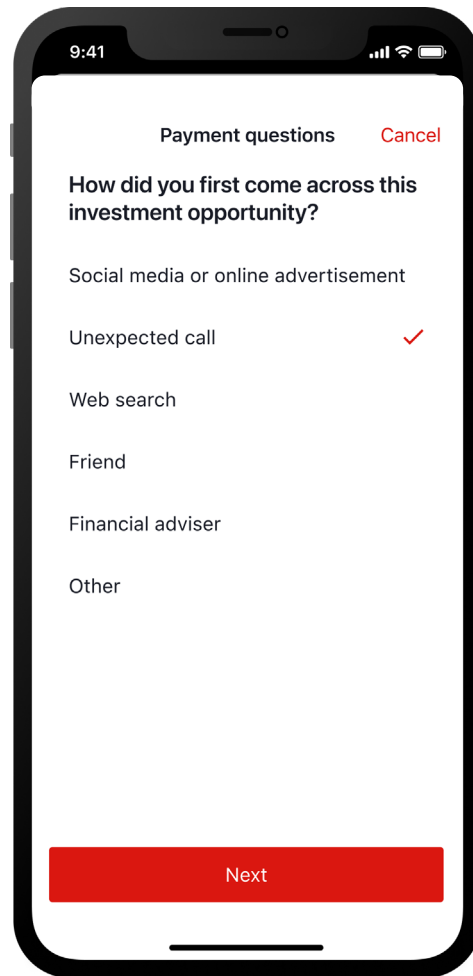 9:41
Payment questions Cancel
How did you first come across this
investment opportunity?
Social media or online advertisement
Unexpected call
Web search
Friend
Financial adviser
Other
Next